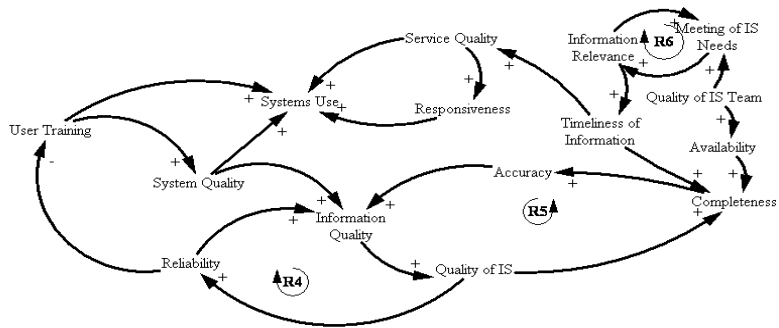 Service Quality
Information
Relevance
R6
Meeting of IS
Needs
+
+
+
+
+
+
Systems Use
+
+
+
Responsiveness
Quality of IS Team
+
+
User Training
+
Timeliness of
Information
Availability
-
+
System Quality
Accuracy
+
+
+
+
+
+
Information
Quality
R5
Completeness
+
Reliability
+
R4
+
Quality of IS